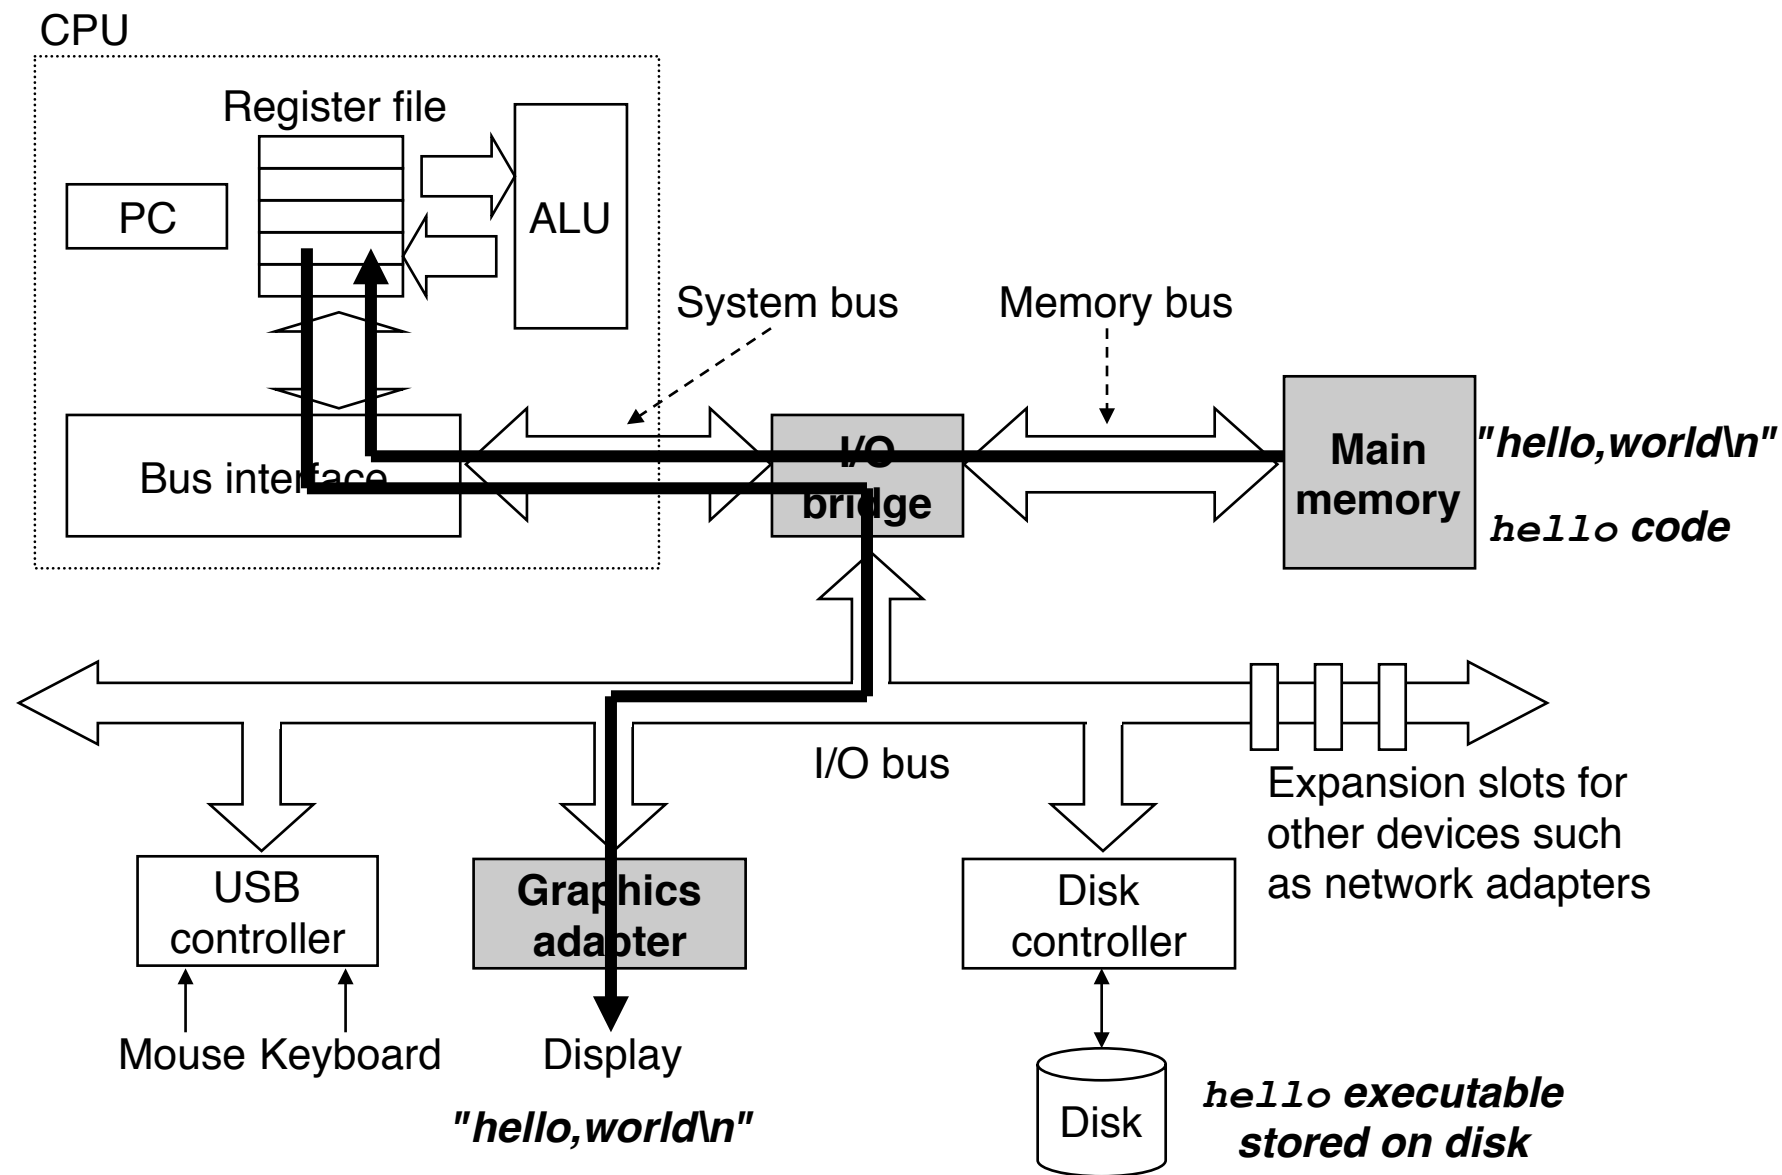 CPU
Register file
PC
ALU
System bus
Memory bus
Bus interface
I/O
bridge
Main
memory
"hello,world\n"
hello code
I/O bus
Expansion slots for
other devices such
as network adapters
USB
controller
Graphics
adapter
Disk
controller
Mouse Keyboard
Display
"hello,world\n"
Disk
hello executable
stored on disk